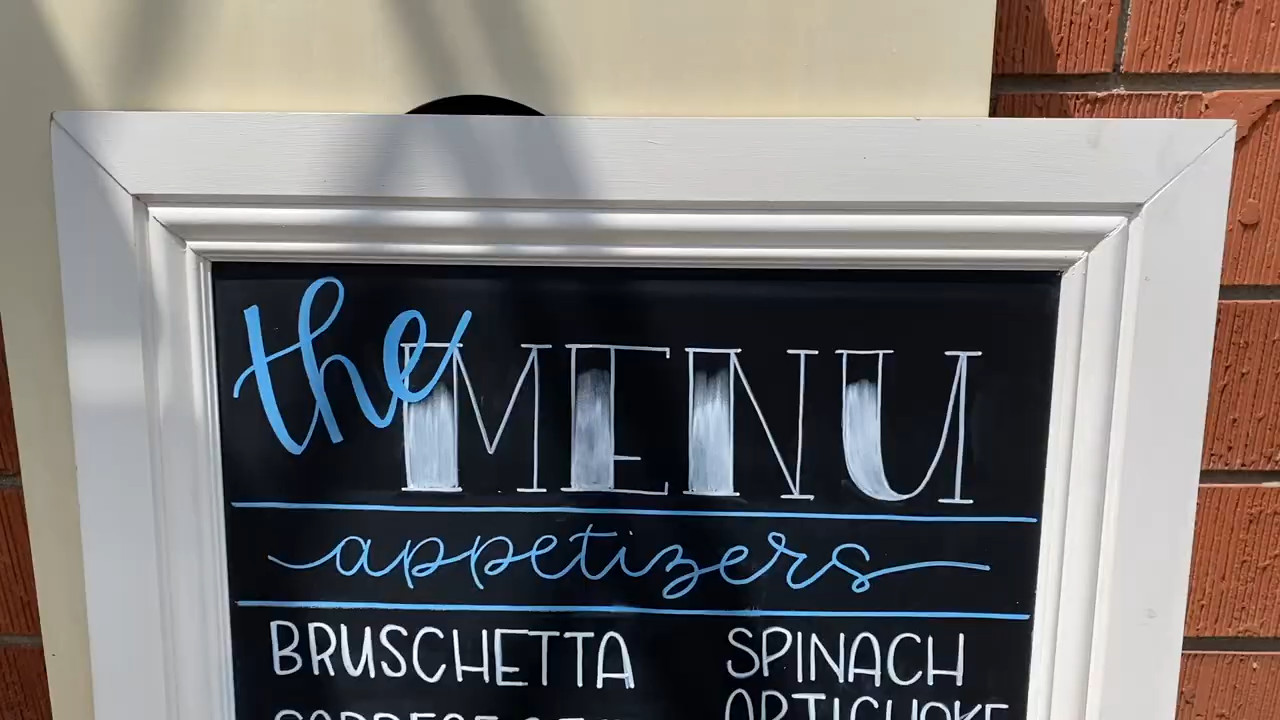 the MENU
appetizers
BRUSCHETTA
SPINACH
ARTICHOKE